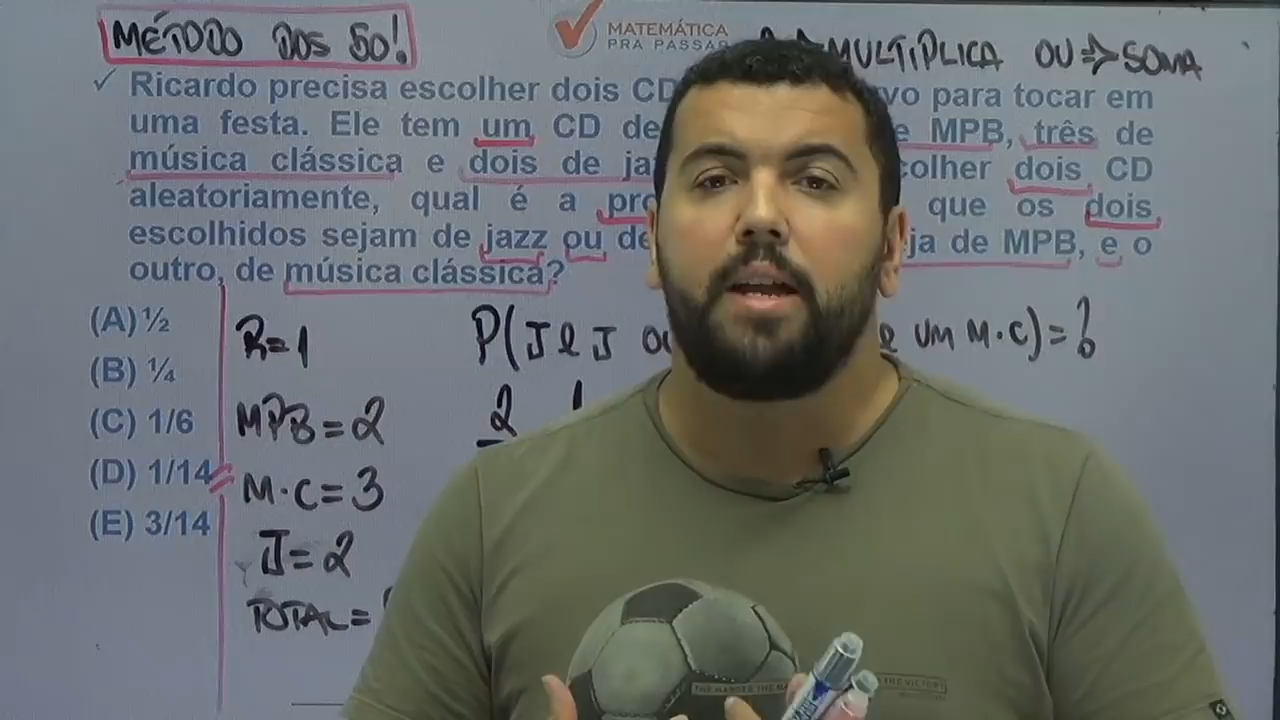 MÉTODO DOS 50!
MATEMÁTICA
PRA PASSAR
MULTIPLICA OU ⇒ SOMA
✓ Ricardo precisa escolher dois CD vo para tocar em
uma festa. Ele tem um CD de e MPB, três de
música clássica e dois de ja colher dois CD
aleatoriamente, qual é a pro que os dois
escolhidos sejam de jazz ou de ja de MPB, e o
outro, de música clássica?
(A) ½
(B) ¼
(C) 1/6
(D) 1/14
(E) 3/14
R=1
MPB=2
M.C=3
J=2
TOTAL=
P(J e J ou e um M.C)=?
2 1